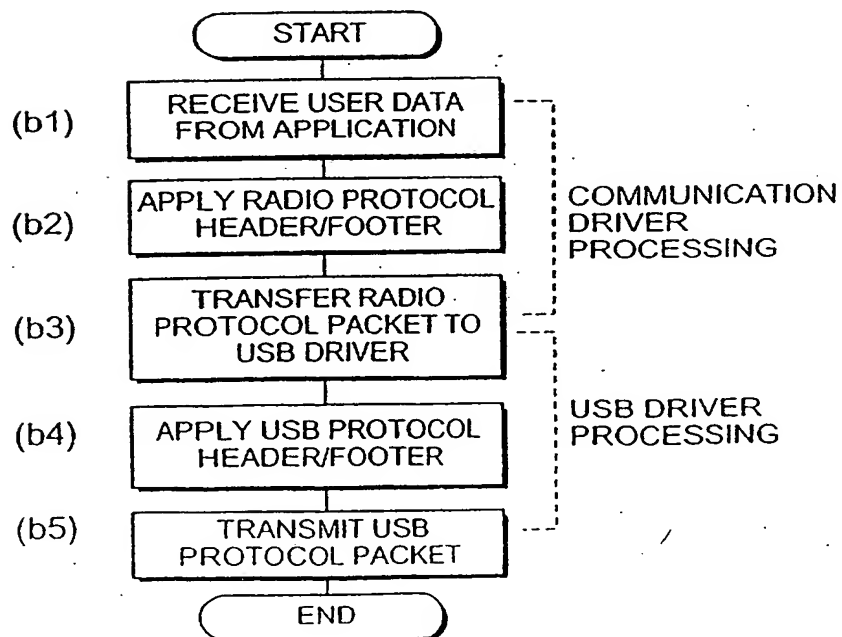 START
(b1)
RECEIVE USER DATA
FROM APPLICATION
(b2)
APPLY RADIO PROTOCOL
HEADER/FOOTER
COMMUNICATION
DRIVER
PROCESSING
(b3)
TRANSFER RADIO
PROTOCOL PACKET TO
USB DRIVER
(b4)
APPLY USB PROTOCOL
HEADER/FOOTER
USB DRIVER
PROCESSING
(b5)
TRANSMIT USB
PROTOCOL PACKET
END